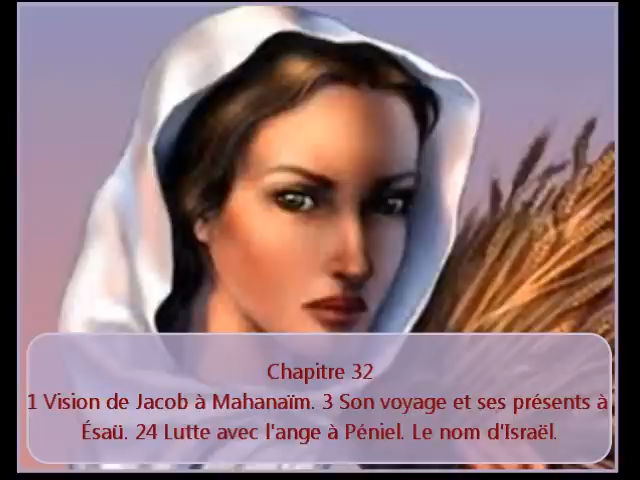 Chapitre 32
1 Vision de Jacob à Mahanaïm. 3 Son voyage et ses présents à
Ésaü. 24 Lutte avec l'ange à Péniel. Le nom d'Israël.